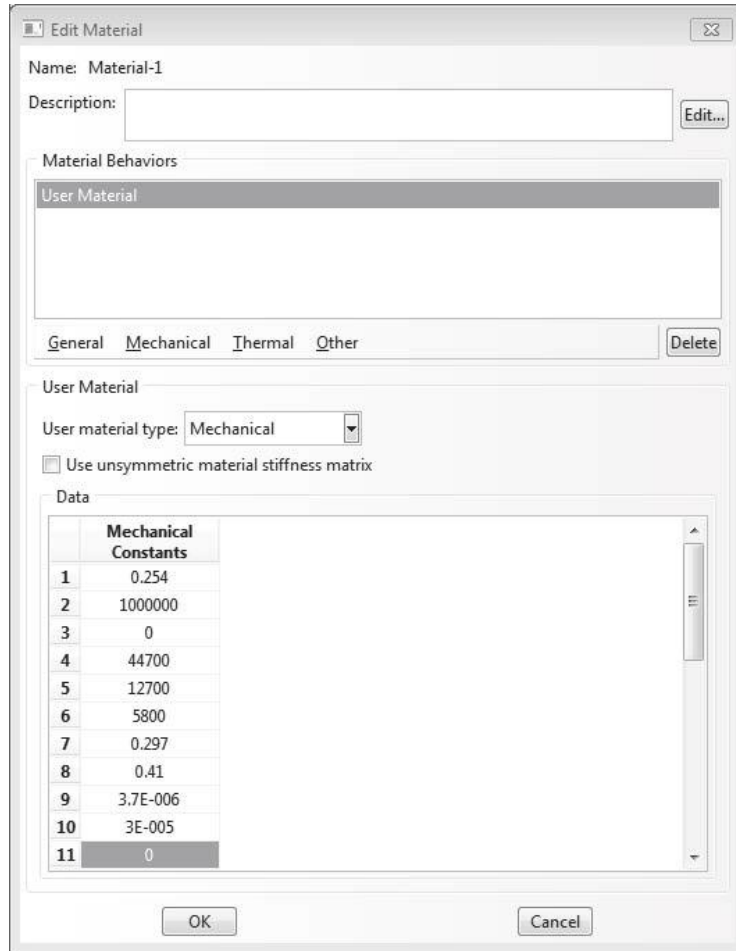 Edit Material
Name: Material-1
Description:
Edit...
Material Behaviors
User Material
General Mechanical Thermal Other Delete
User Material
User material type: Mechanical
Use unsymmetric material stiffness matrix
Data
Mechanical
Constants
1 0.254
2 1000000
3 0
4 44700
5 12700
6 5800
7 0.297
8 0.41
9 3.7E-006
10 3E-005
11 0
OK Cancel